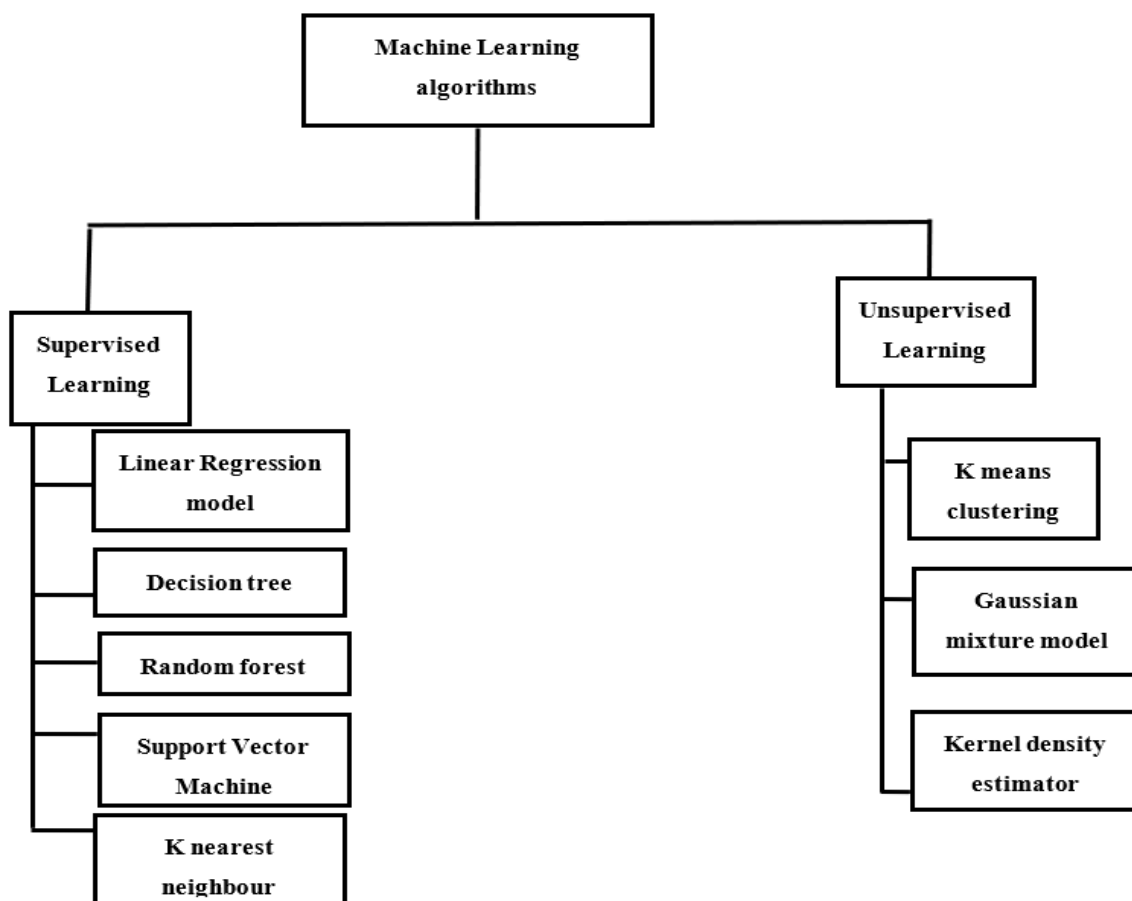 Machine Learning
algorithms
Supervised
Learning
Linear Regression
model
Decision tree
Random forest
Support Vector
Machine
K nearest
neighbour
Unsupervised
Learning
K means
clustering
Gaussian
mixture model
Kernel density
estimator